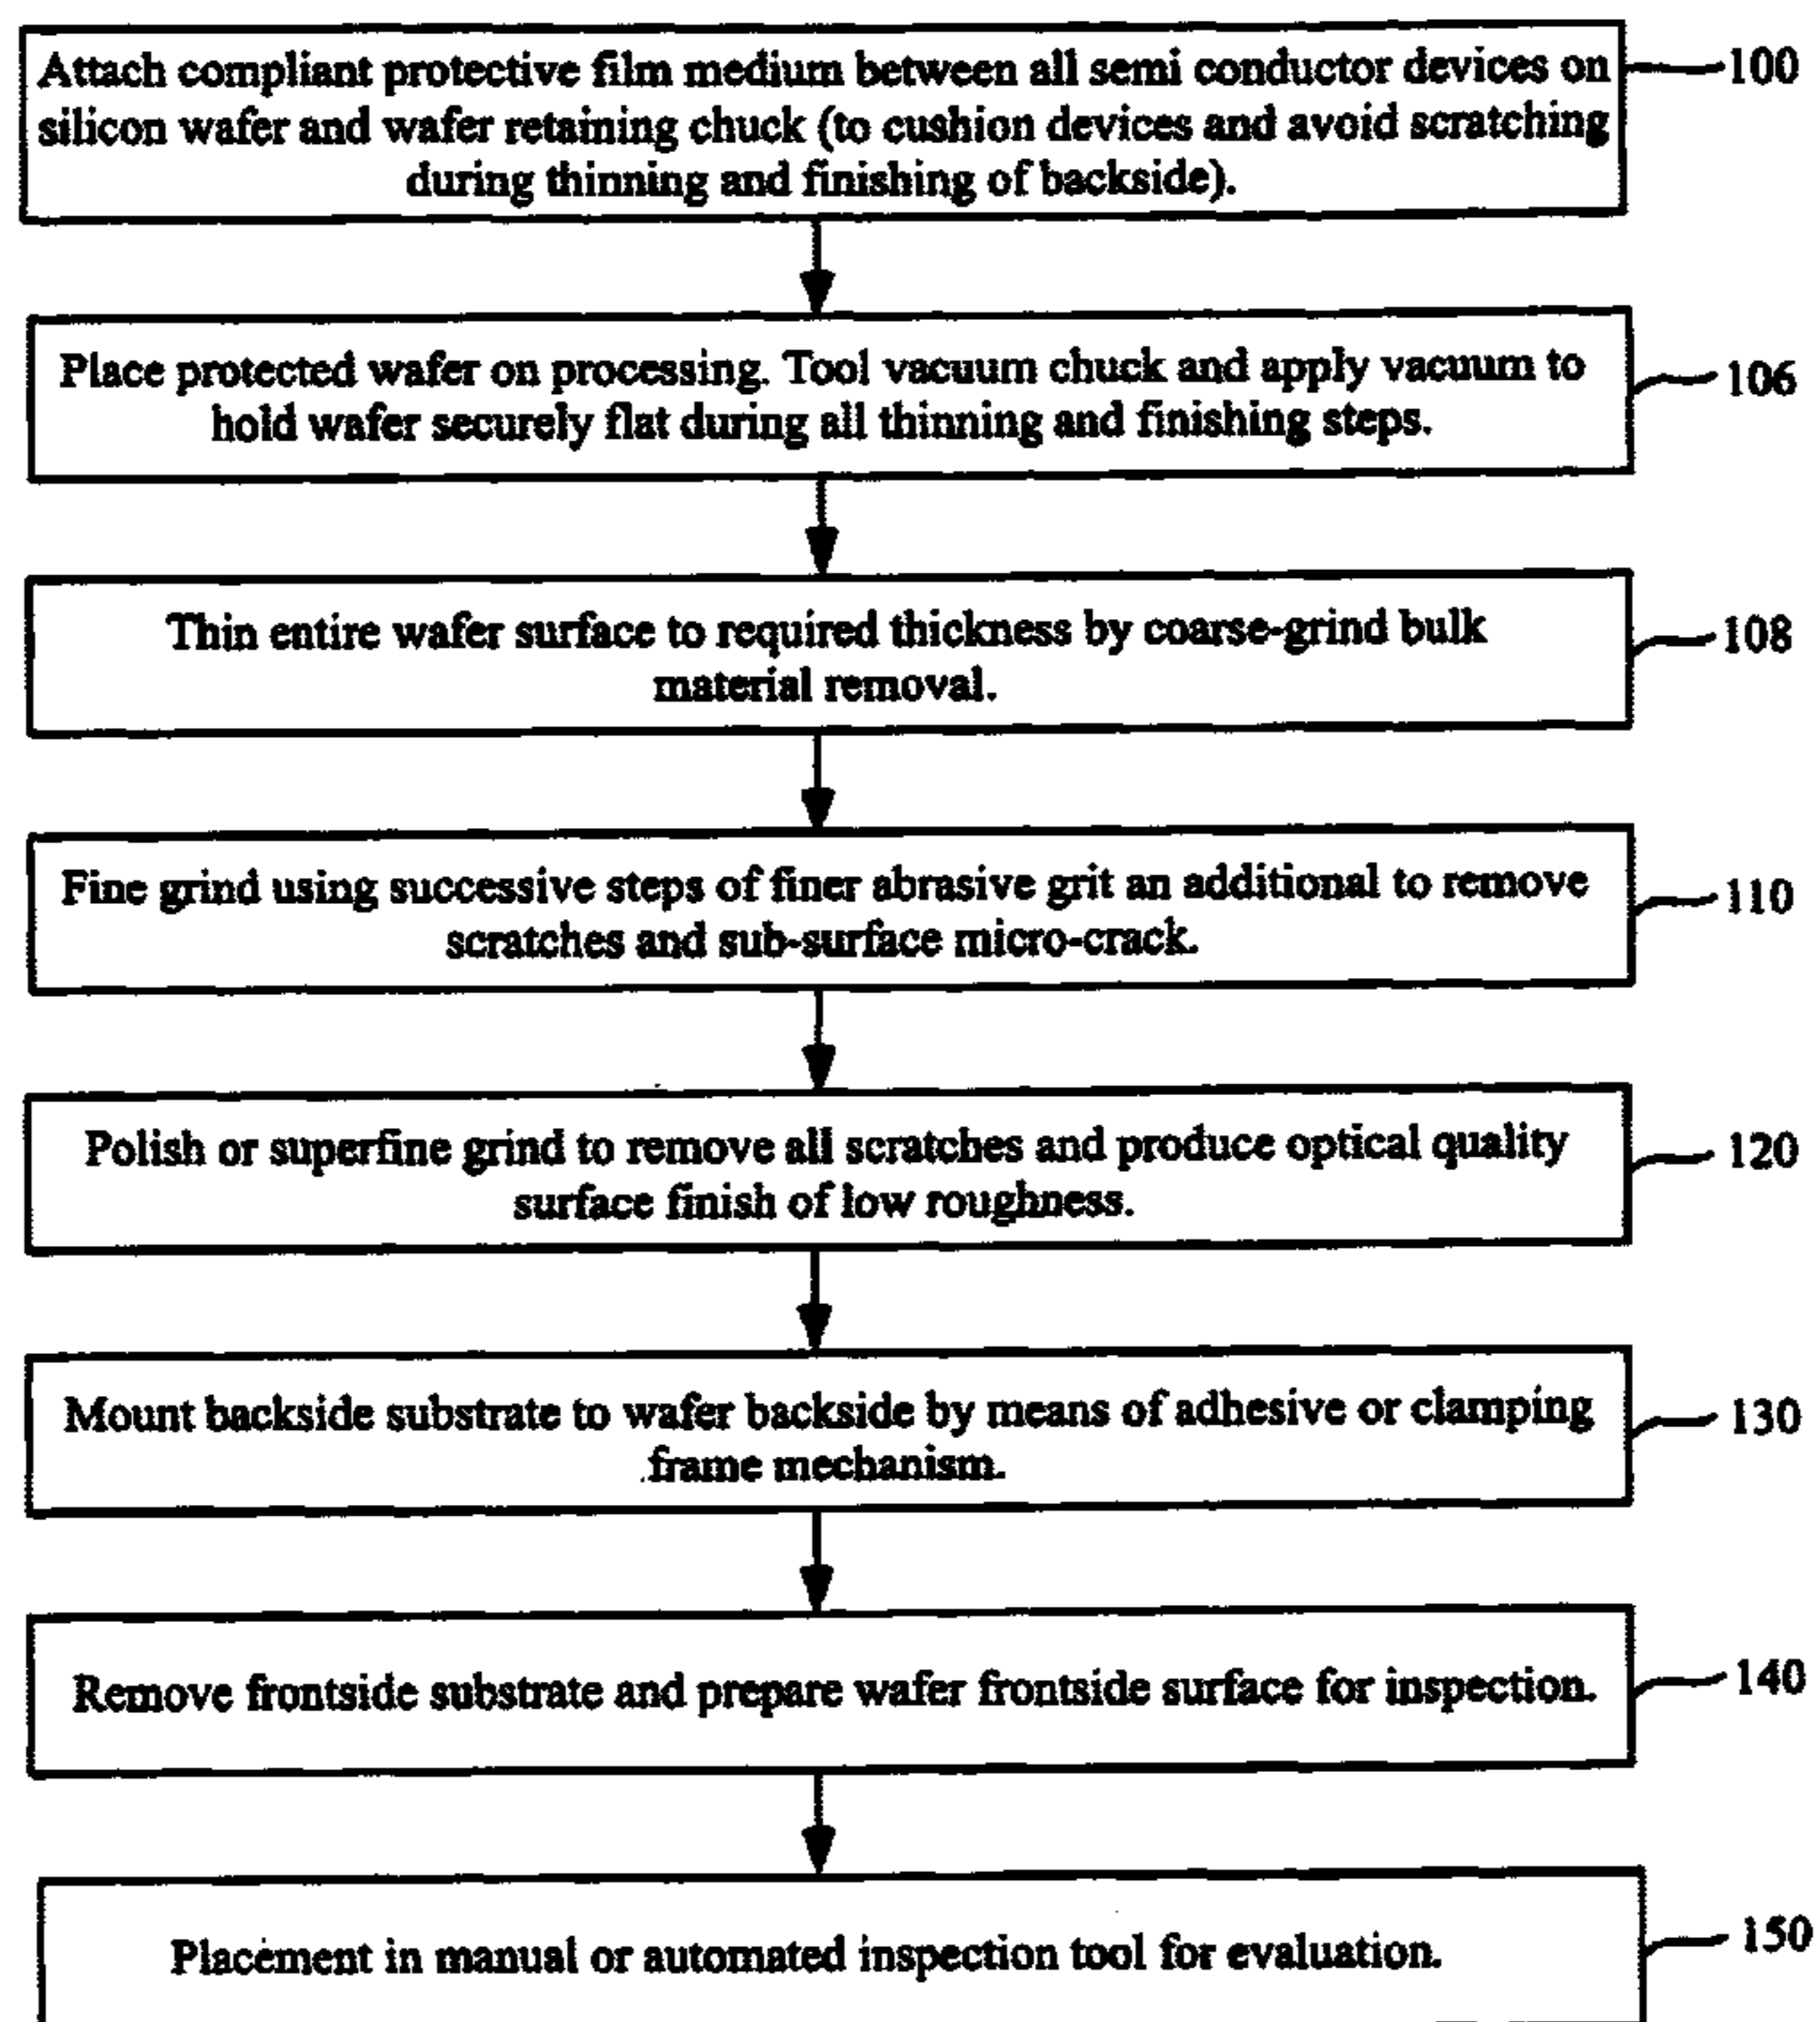 Attach compliant protective film medium between all semi conductor devices on
silicon wafer and wafer retaining chuck (to cushion devices and avoid scratching
during thinning and finishing of backside).
100
Place protected wafer on processing. Tool vacuum chuck and apply vacuum to
hold wafer securely flat during all thinning and finishing steps.
106
Thin entire wafer surface to required thickness by coarse-grind bulk
material removal.
108
Fine grind using successive steps of finer abrasive grit an additional to remove
scratches and sub-surface micro-crack.
110
Polish or superfine grind to remove all scratches and produce optical quality
surface finish of low roughness.
120
Mount backside substrate to wafer backside by means of adhesive or clamping
frame mechanism.
130
Remove frontside substrate and prepare wafer frontside surface for inspection.
140
Placement in manual or automated inspection tool for evaluation.
150